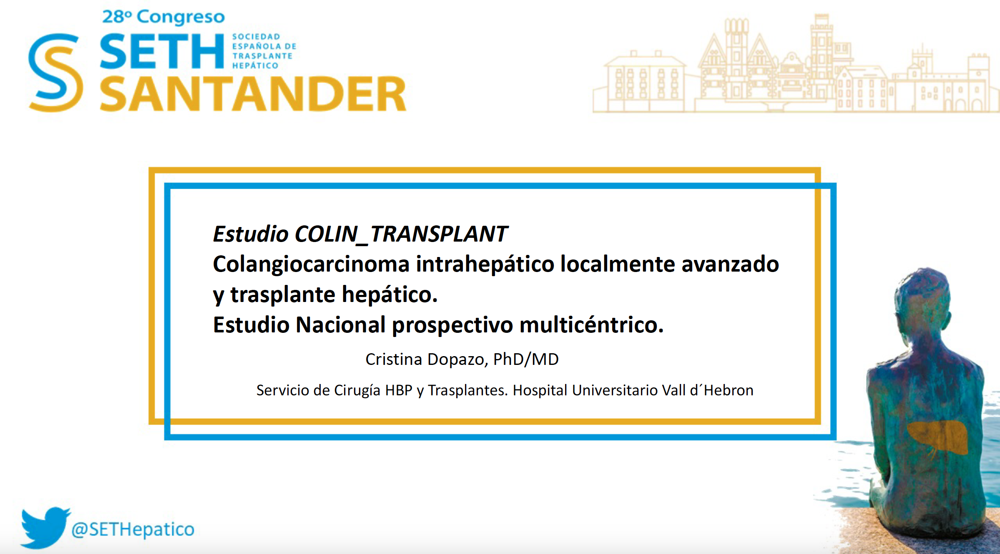 28º Congreso
SETH
SOCIEDAD
ESPAÑOLA DE
TRASPLANTE
HEPÁTICO
SANTANDER
Estudio COLIN_TRANSPLANT
Colangiocarcinoma intrahepático localmente avanzado
y trasplante hepático.
Estudio Nacional prospectivo multicéntrico.
Cristina Dopazo, PhD/MD
Servicio de Cirugía HBP y Trasplantes. Hospital Universitario Vall d´Hebron
@SETHepatico